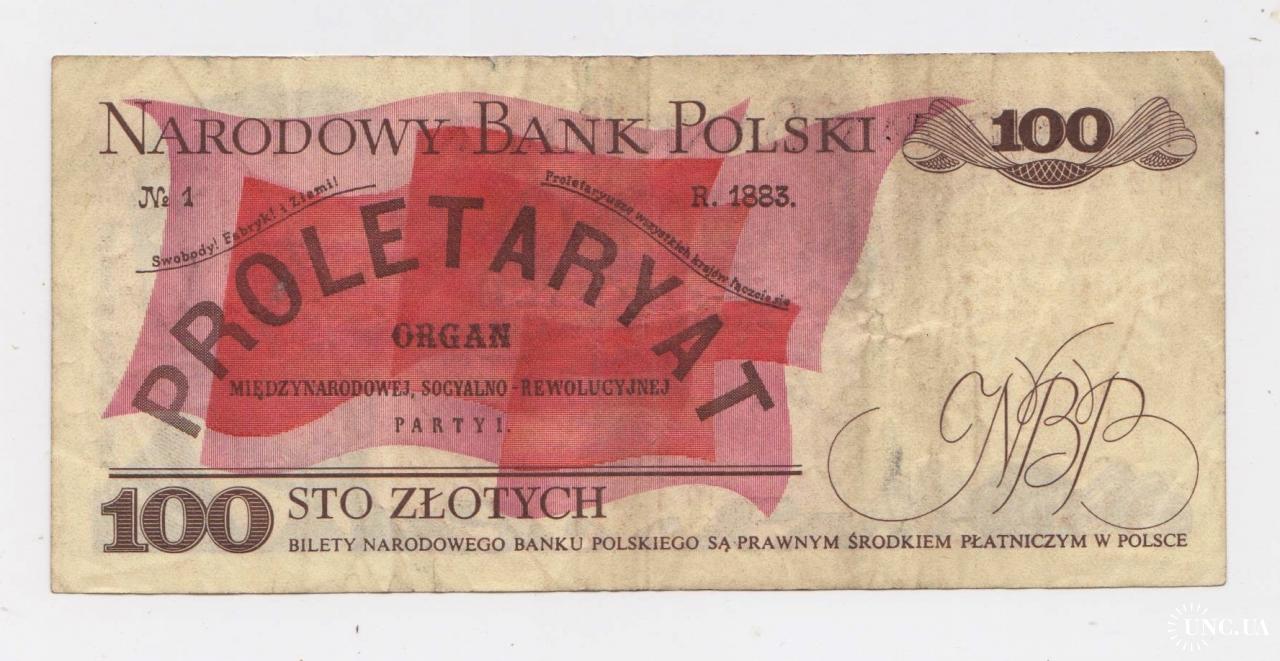 NARODOWY BANK POLSKI
100
№ 1
R. 1883.
Swobody! Fabryk! i Ziemi!
Proletaryusze wszystkich krajów łączcie się
PROLETARYAT
ORGAN
MIĘDZYNARODOWEJ, SOCYALNO-REWOLUCYJNEJ
PARTYI.
NBP
100 STO ZŁOTYCH
BILETY NARODOWEGO BANKU POLSKIEGO SĄ PRAWNYM ŚRODKIEM PŁATNICZYM W POLSCE
UNC.UA